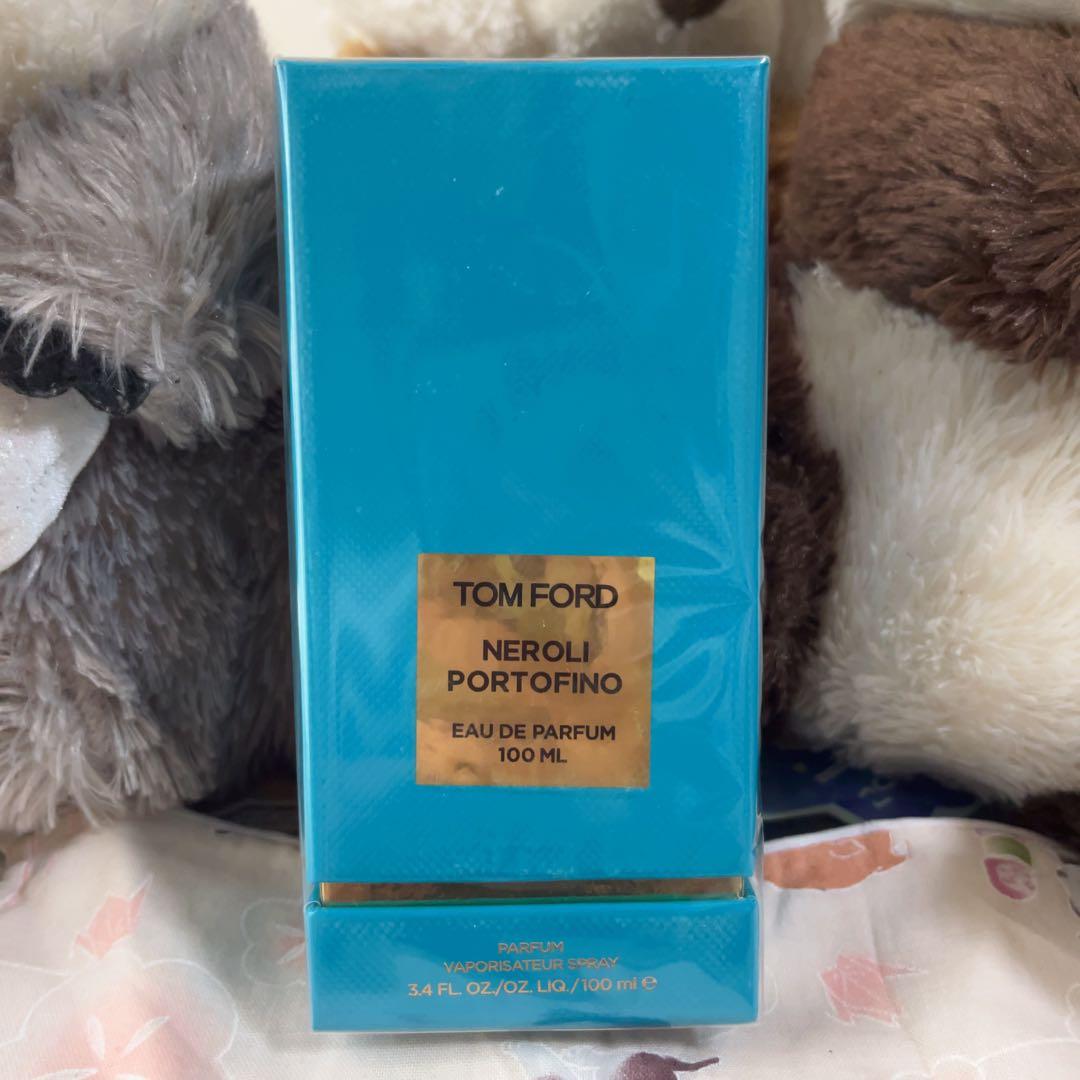 TOM FORD
NEROLI
PORTOFINO
EAU DE PARFUM
100 ML
PARFUM
VAPORISATEUR SPRAY
3.4 FL. OZ./OZ. LIQ./100 ml ℮